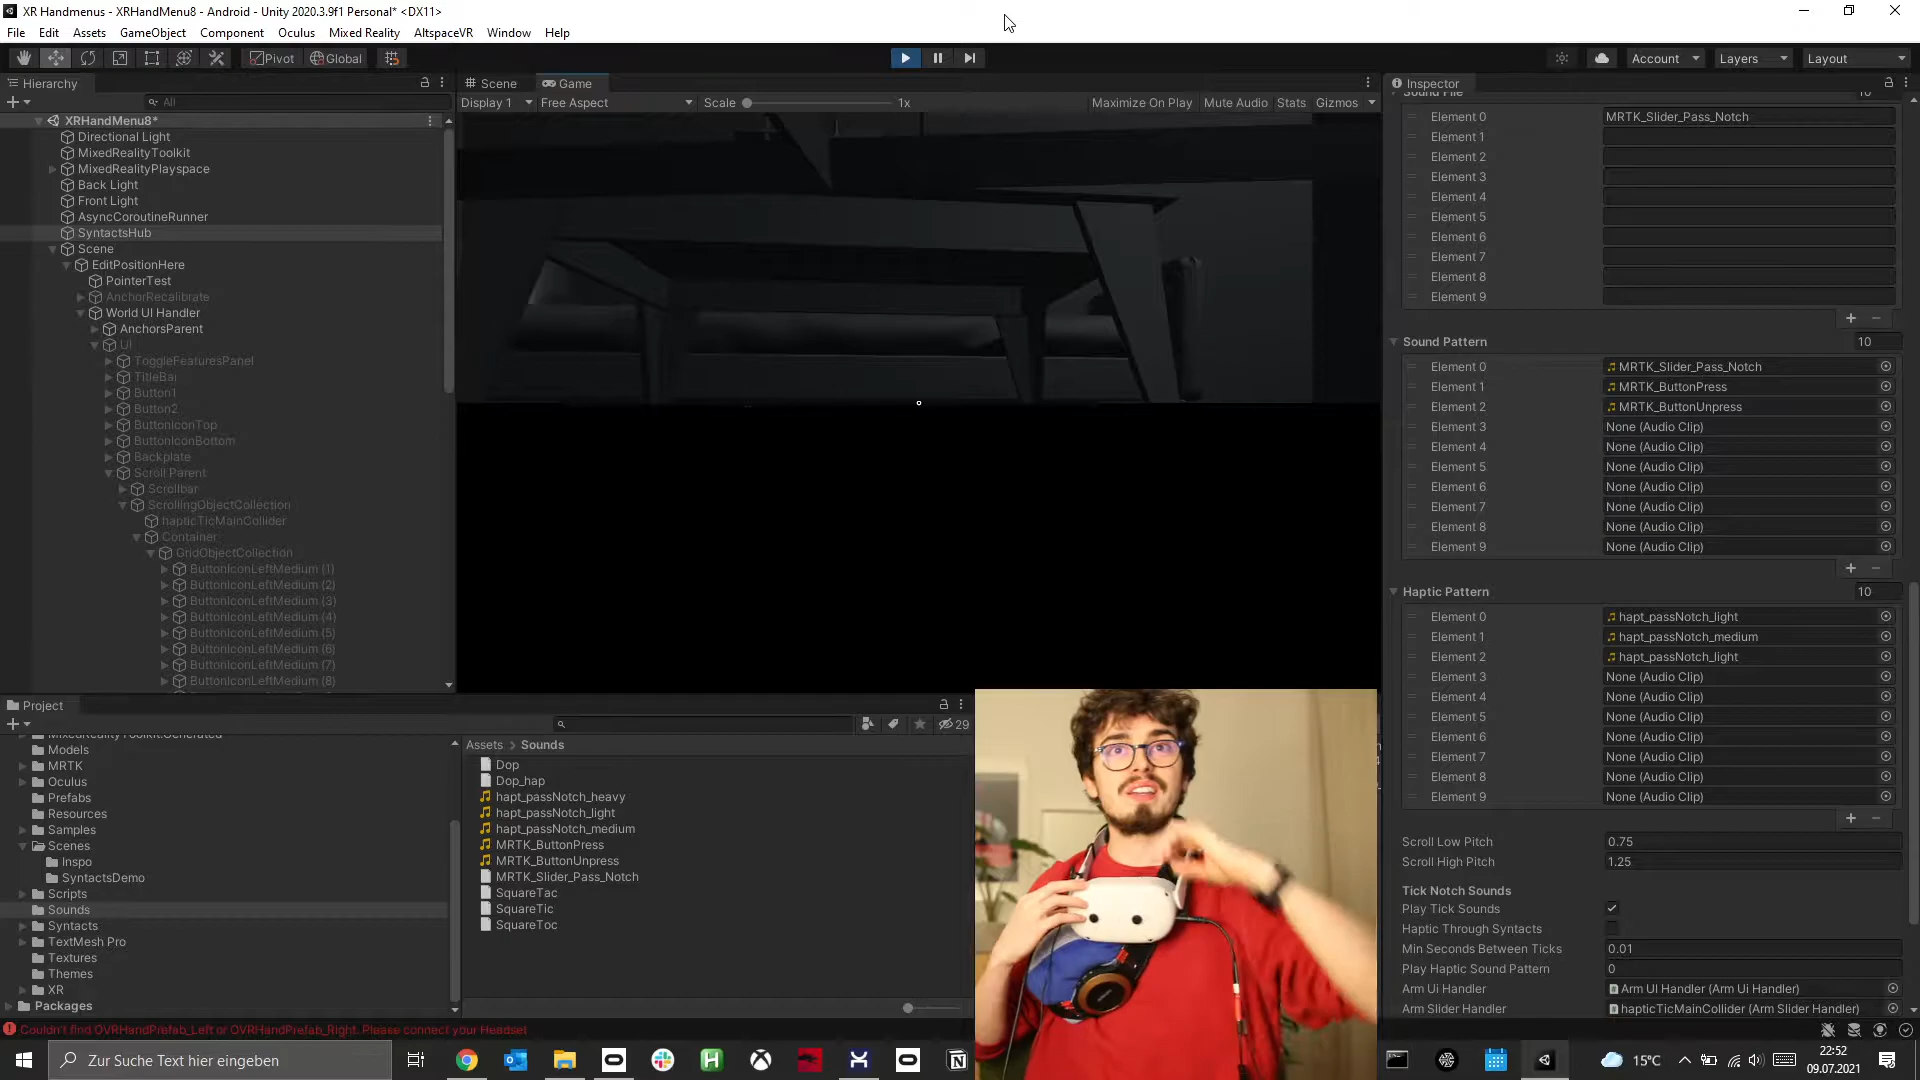 XR Handmenus - XRHandMenu8 - Android - Unity 2020.3.9f1 Personal* <DX11>
File Edit Assets GameObject Component Oculus Mixed Reality AltspaceVR Window Help
Pivot Global Account Layers Layout
Hierarchy
All
XRHandMenu8*
Directional Light
MixedRealityToolkit
MixedRealityPlayspace
Back Light
Front Light
AsyncCoroutineRunner
SyntactsHub
Scene
EditPositionHere
PointerTest
AnchorRecalibrate
World UI Handler
AnchorsParent
UI
ToggleFeaturesPanel
TitleBar
Button1
Button2
ButtonIconTop
ButtonIconBottom
Backplate
Scroll Parent
Scrollbar
ScrollingObjectCollection
hapticTicMainCollider
Container
GridObjectCollection
ButtonIconLeftMedium (1)
ButtonIconLeftMedium (2)
ButtonIconLeftMedium (3)
ButtonIconLeftMedium (4)
ButtonIconLeftMedium (5)
ButtonIconLeftMedium (6)
ButtonIconLeftMedium (7)
ButtonIconLeftMedium (8)
Scene Game
Display 1 Free Aspect Scale 1x Maximize On Play Mute Audio Stats Gizmos
Inspector
Sound File 10
Element 0 MRTK_Slider_Pass_Notch
Element 1
Element 2
Element 3
Element 4
Element 5
Element 6
Element 7
Element 8
Element 9
Sound Pattern 10
Element 0 MRTK_Slider_Pass_Notch
Element 1 MRTK_ButtonPress
Element 2 MRTK_ButtonUnpress
Element 3 None (Audio Clip)
Element 4 None (Audio Clip)
Element 5 None (Audio Clip)
Element 6 None (Audio Clip)
Element 7 None (Audio Clip)
Element 8 None (Audio Clip)
Element 9 None (Audio Clip)
Haptic Pattern 10
Element 0 hapt_passNotch_light
Element 1 hapt_passNotch_medium
Element 2 hapt_passNotch_light
Element 3 None (Audio Clip)
Element 4 None (Audio Clip)
Element 5 None (Audio Clip)
Element 6 None (Audio Clip)
Element 7 None (Audio Clip)
Element 8 None (Audio Clip)
Element 9 None (Audio Clip)
Scroll Low Pitch 0.75
Scroll High Pitch 1.25
Tick Notch Sounds
Play Tick Sounds
Haptic Through Syntacts
Min Seconds Between Ticks 0.01
Play Haptic Sound Pattern 0
Arm Ui Handler Arm UI Handler (Arm Ui Handler)
Arm Slider Handler hapticTicMainCollider (Arm Slider Handler)
Project
29
MixedRealityToolkit.Generated
Models
MRTK
Oculus
Prefabs
Resources
Samples
Scenes
Inspo
SyntactsDemo
Scripts
Sounds
Syntacts
TextMesh Pro
Textures
Themes
XR
Packages
Assets > Sounds
Dop
Dop_hap
hapt_passNotch_heavy
hapt_passNotch_light
hapt_passNotch_medium
MRTK_ButtonPress
MRTK_ButtonUnpress
MRTK_Slider_Pass_Notch
SquareTac
SquareTic
SquareToc
Couldn't find OVRHandPrefab_Left or OVRHandPrefab_Right. Please connect your Headset
Zur Suche Text hier eingeben
15°C
22:52
09.07.2021